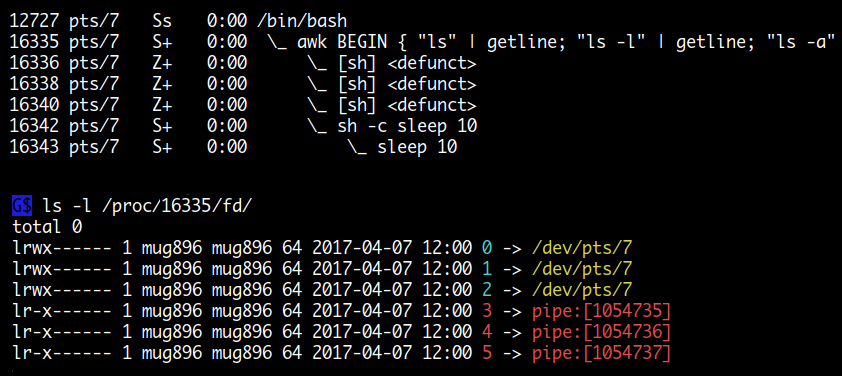 12727 pts/7    Ss     0:00 /bin/bash
16335 pts/7    S+     0:00  \_ awk BEGIN { "ls" | getline; "ls -l" | getline; "ls -a"
16336 pts/7    Z+     0:00      \_ [sh] <defunct>
16338 pts/7    Z+     0:00      \_ [sh] <defunct>
16340 pts/7    Z+     0:00      \_ [sh] <defunct>
16342 pts/7    S+     0:00      \_ sh -c sleep 10
16343 pts/7    S+     0:00          \_ sleep 10
G$ ls -l /proc/16335/fd/
total 0
lrwx------ 1 mug896 mug896 64 2017-04-07 12:00 0 -> /dev/pts/7
lrwx------ 1 mug896 mug896 64 2017-04-07 12:00 1 -> /dev/pts/7
lrwx------ 1 mug896 mug896 64 2017-04-07 12:00 2 -> /dev/pts/7
lr-x------ 1 mug896 mug896 64 2017-04-07 12:00 3 -> pipe:[1054735]
lr-x------ 1 mug896 mug896 64 2017-04-07 12:00 4 -> pipe:[1054736]
lr-x------ 1 mug896 mug896 64 2017-04-07 12:00 5 -> pipe:[1054737]